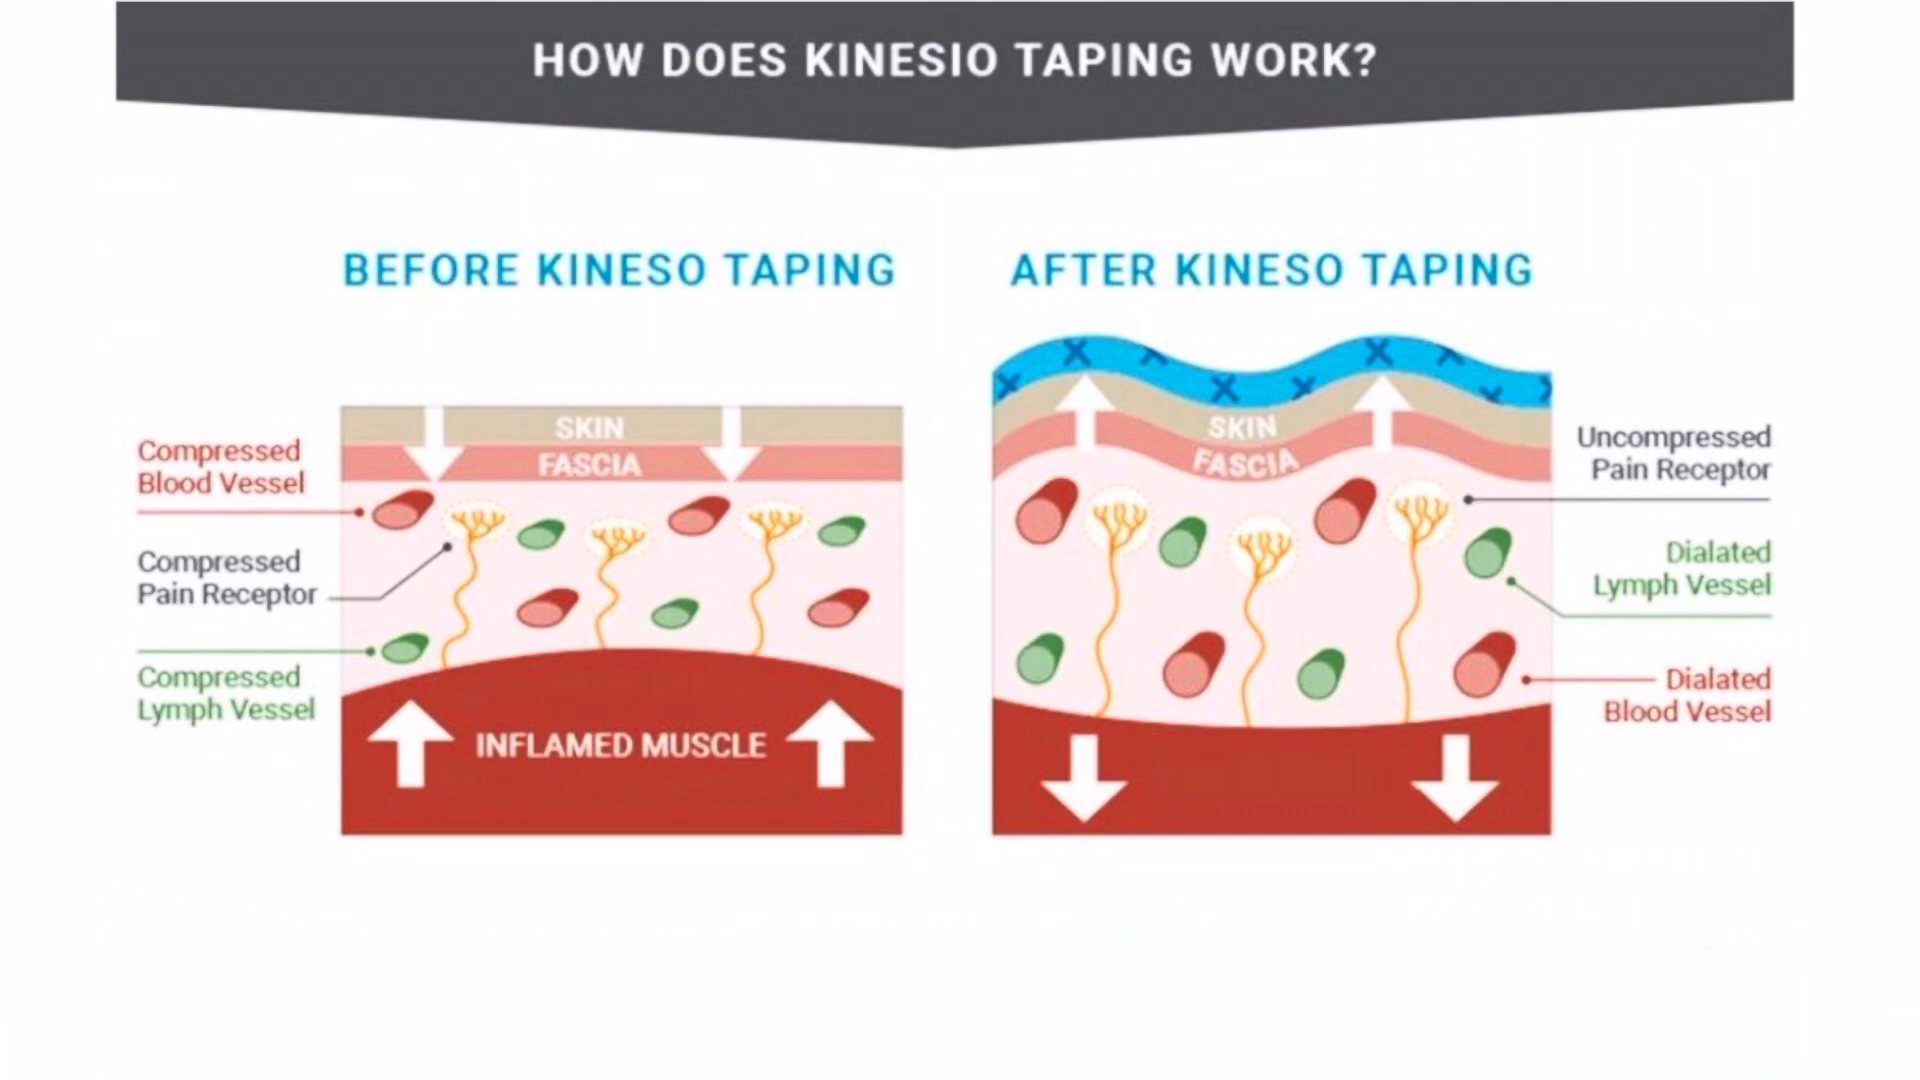 HOW DOES KINESIO TAPING WORK?
BEFORE KINESO TAPING
SKIN
FASCIA
Compressed
Blood Vessel
Compressed
Pain Receptor
Compressed
Lymph Vessel
INFLAMED MUSCLE
AFTER KINESO TAPING
SKIN
FASCIA
Uncompressed
Pain Receptor
Dialated
Lymph Vessel
Dialated
Blood Vessel